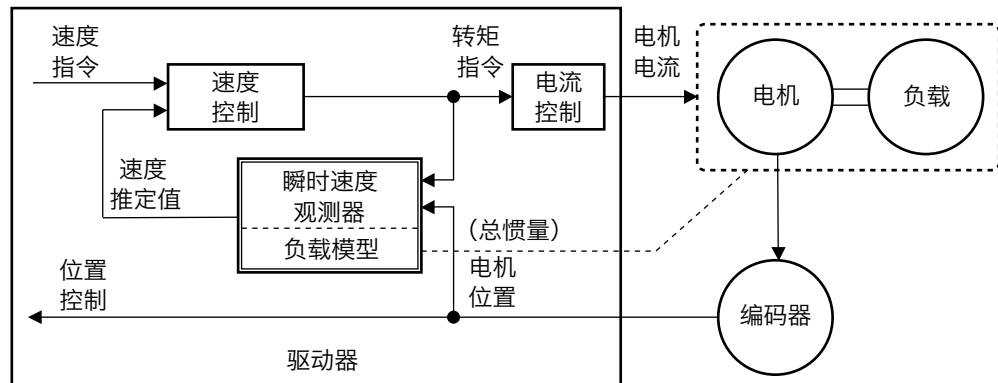 速度
指令
速度
控制
转矩
指令
电流
控制
电机
电流
电机
负载
速度
推定值
瞬时速度
观测器
负载模型
（总惯量）
电机
位置
位置
控制
编码器
驱动器